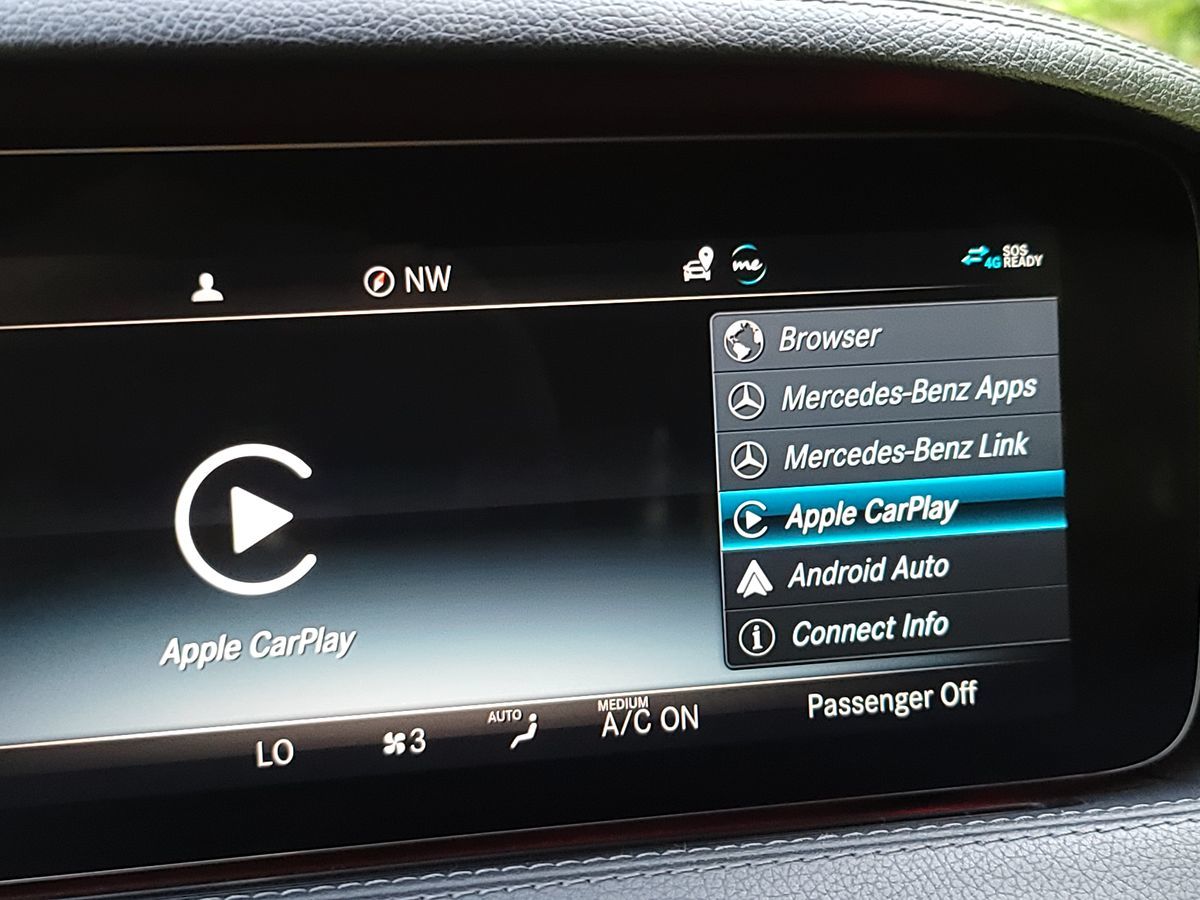 NW
me
4G
SOS
READY
Browser
Mercedes-Benz Apps
Mercedes-Benz Link
Apple CarPlay
Android Auto
Connect Info
Apple CarPlay
LO
3
AUTO
MEDIUM
A/C ON
Passenger Off